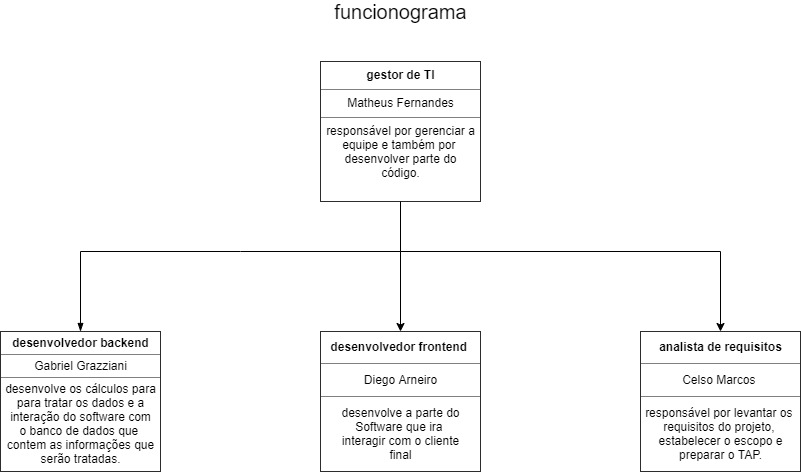 funcionograma
gestor de TI
Matheus Fernandes
responsável por gerenciar a
equipe e também por
desenvolver parte do
código.
desenvolvedor backend
Gabriel Grazziani
desenvolve os cálculos para
para tratar os dados e a
interação do software com
o banco de dados que
contem as informações que
serão tratadas.
desenvolvedor frontend
Diego Arneiro
desenvolve a parte do
Software que ira
interagir com o cliente
final
analista de requisitos
Celso Marcos
responsável por levantar os
requisitos do projeto,
estabelecer o escopo e
preparar o TAP.